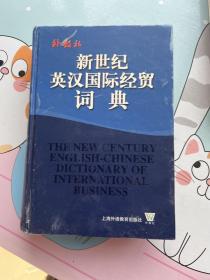 外教社
新世纪
英汉国际经贸
词典
THE NEW CENTURY
ENGLISH-CHINESE
DICTIONARY OF
INTERNATIONAL
BUSINESS
上海外语教育出版社